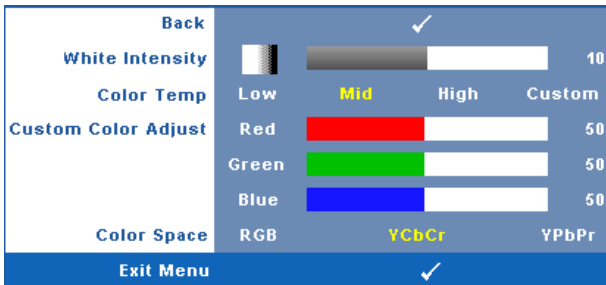 Back
White Intensity 10
Color Temp Low Mid High Custom
Custom Color Adjust Red 50
Green 50
Blue 50
Color Space RGB YCbCr YPbPr
Exit Menu